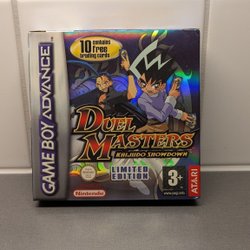 GAME BOY ADVANCE
10 contains
free
trading cards
DUEL
MASTERS
KAIJUDO SHOWDOWN
LIMITED
EDITION
Nintendo
3+
ATARI